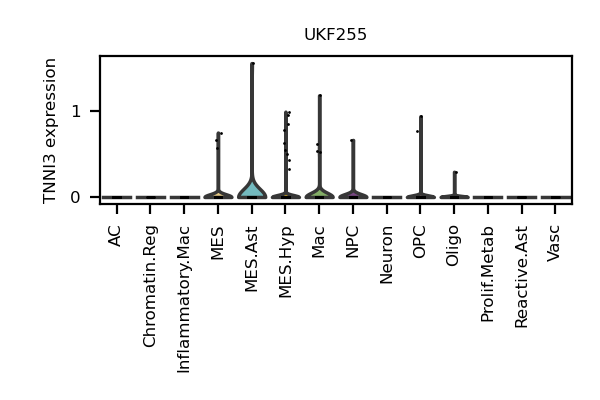 UKF255
TNNI3 expression
1
0
AC
Chromatin.Reg
Inflammatory.Mac
MES
MES.Ast
MES.Hyp
Mac
NPC
Neuron
OPC
Oligo
Prolif.Metab
Reactive.Ast
Vasc